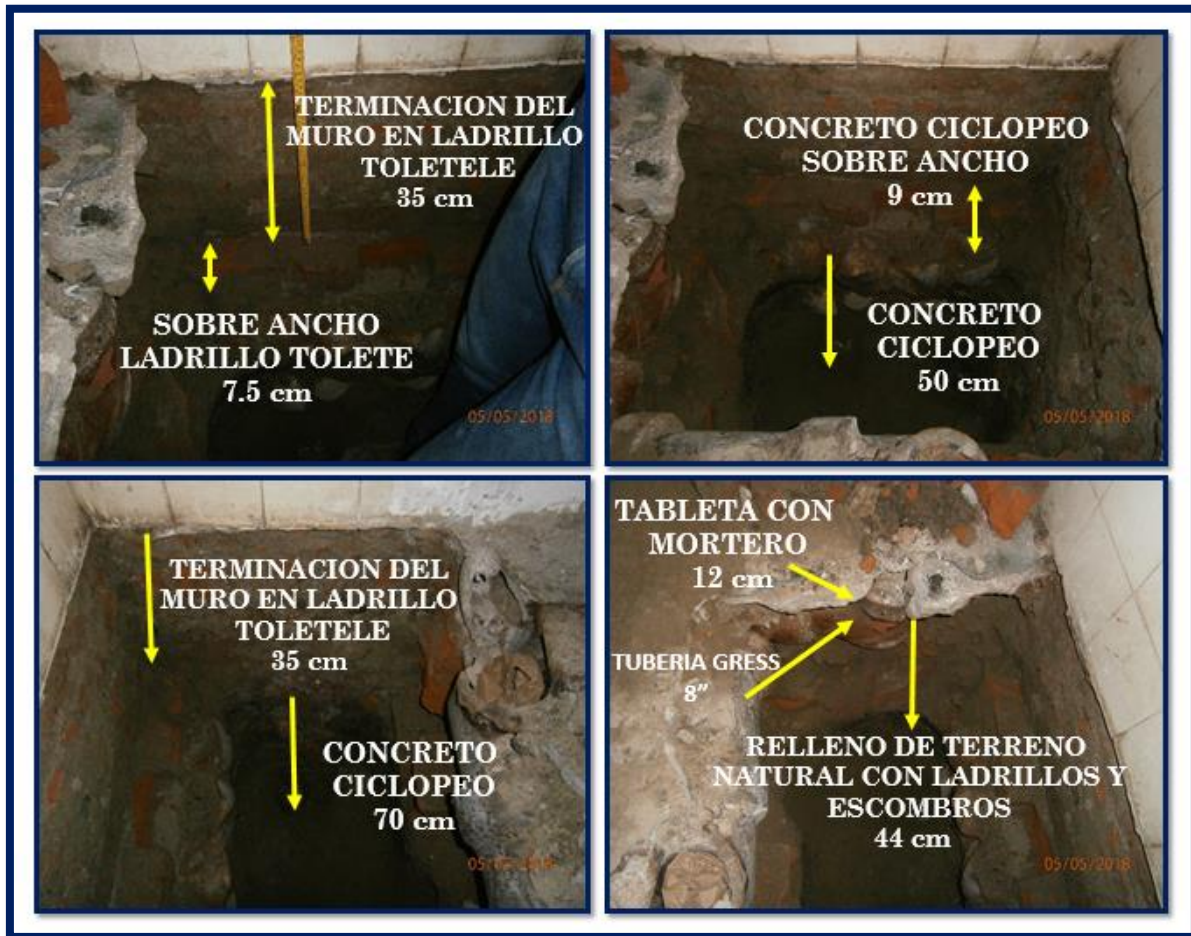 TERMINACION DEL
MURO EN LADRILLO
TOLETELE
35 cm
SOBRE ANCHO
LADRILLO TOLETE
7.5 cm
05/05/2018
CONCRETO CICLOPEO
SOBRE ANCHO
9 cm
CONCRETO
CICLOPEO
50 cm
05/05/2018
TERMINACION DEL
MURO EN LADRILLO
TOLETELE
35 cm
CONCRETO
CICLOPEO
70 cm
05/05/2018
TABLETA CON
MORTERO
12 cm
TUBERIA GRESS
8”
RELLENO DE TERRENO
NATURAL CON LADRILLOS Y
ESCOMBROS
44 cm
05/05/2018